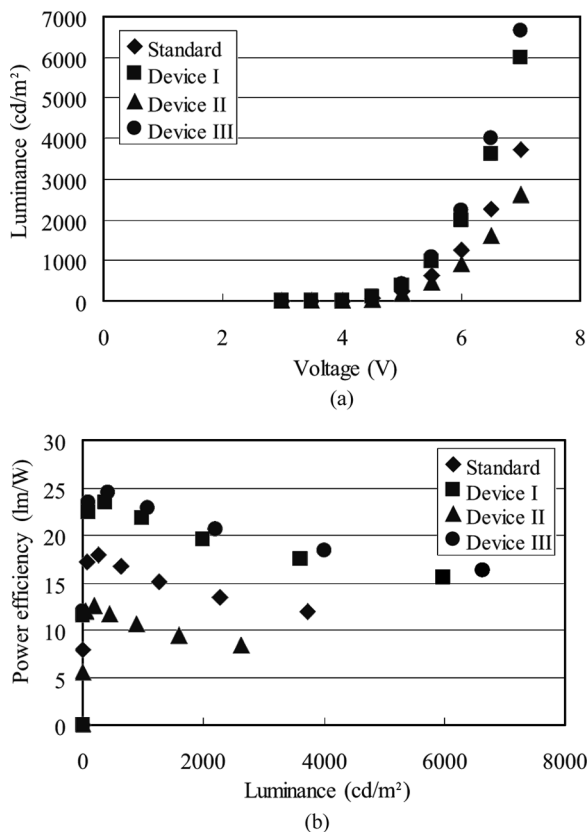 7000
6000
5000
4000
3000
2000
1000
0
Luminance (cd/m²)
Standard
Device I
Device II
Device III
0 2 4 6 8
Voltage (V)
(a)
30
25
20
15
10
5
0
Power efficiency (lm/W)
Standard
Device I
Device II
Device III
0 2000 4000 6000 8000
Luminance (cd/m²)
(b)